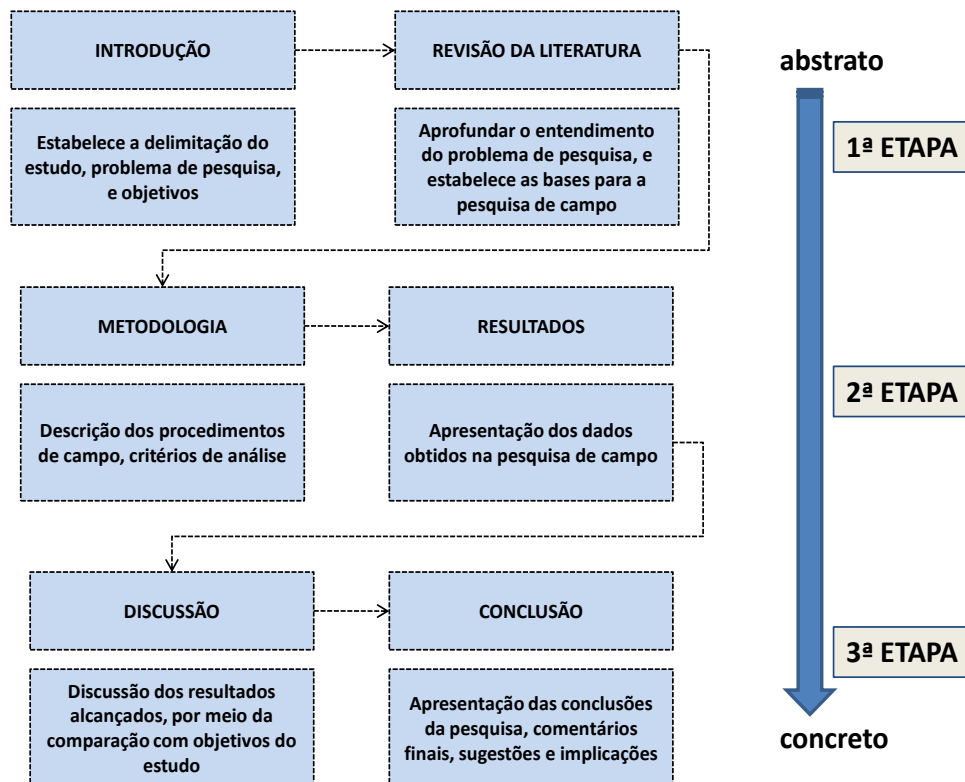 INTRODUÇÃO
REVISÃO DA LITERATURA
Estabelece a delimitação do
estudo, problema de pesquisa,
e objetivos
Aprofundar o entendimento
do problema de pesquisa, e
estabelece as bases para a
pesquisa de campo
METODOLOGIA
RESULTADOS
Descrição dos procedimentos
de campo, critérios de análise
Apresentação dos dados
obtidos na pesquisa de campo
DISCUSSÃO
CONCLUSÃO
Discussão dos resultados
alcançados, por meio da
comparação com objetivos do
estudo
Apresentação das conclusões
da pesquisa, comentários
finais, sugestões e implicações
abstrato
1ª ETAPA
2ª ETAPA
3ª ETAPA
concreto